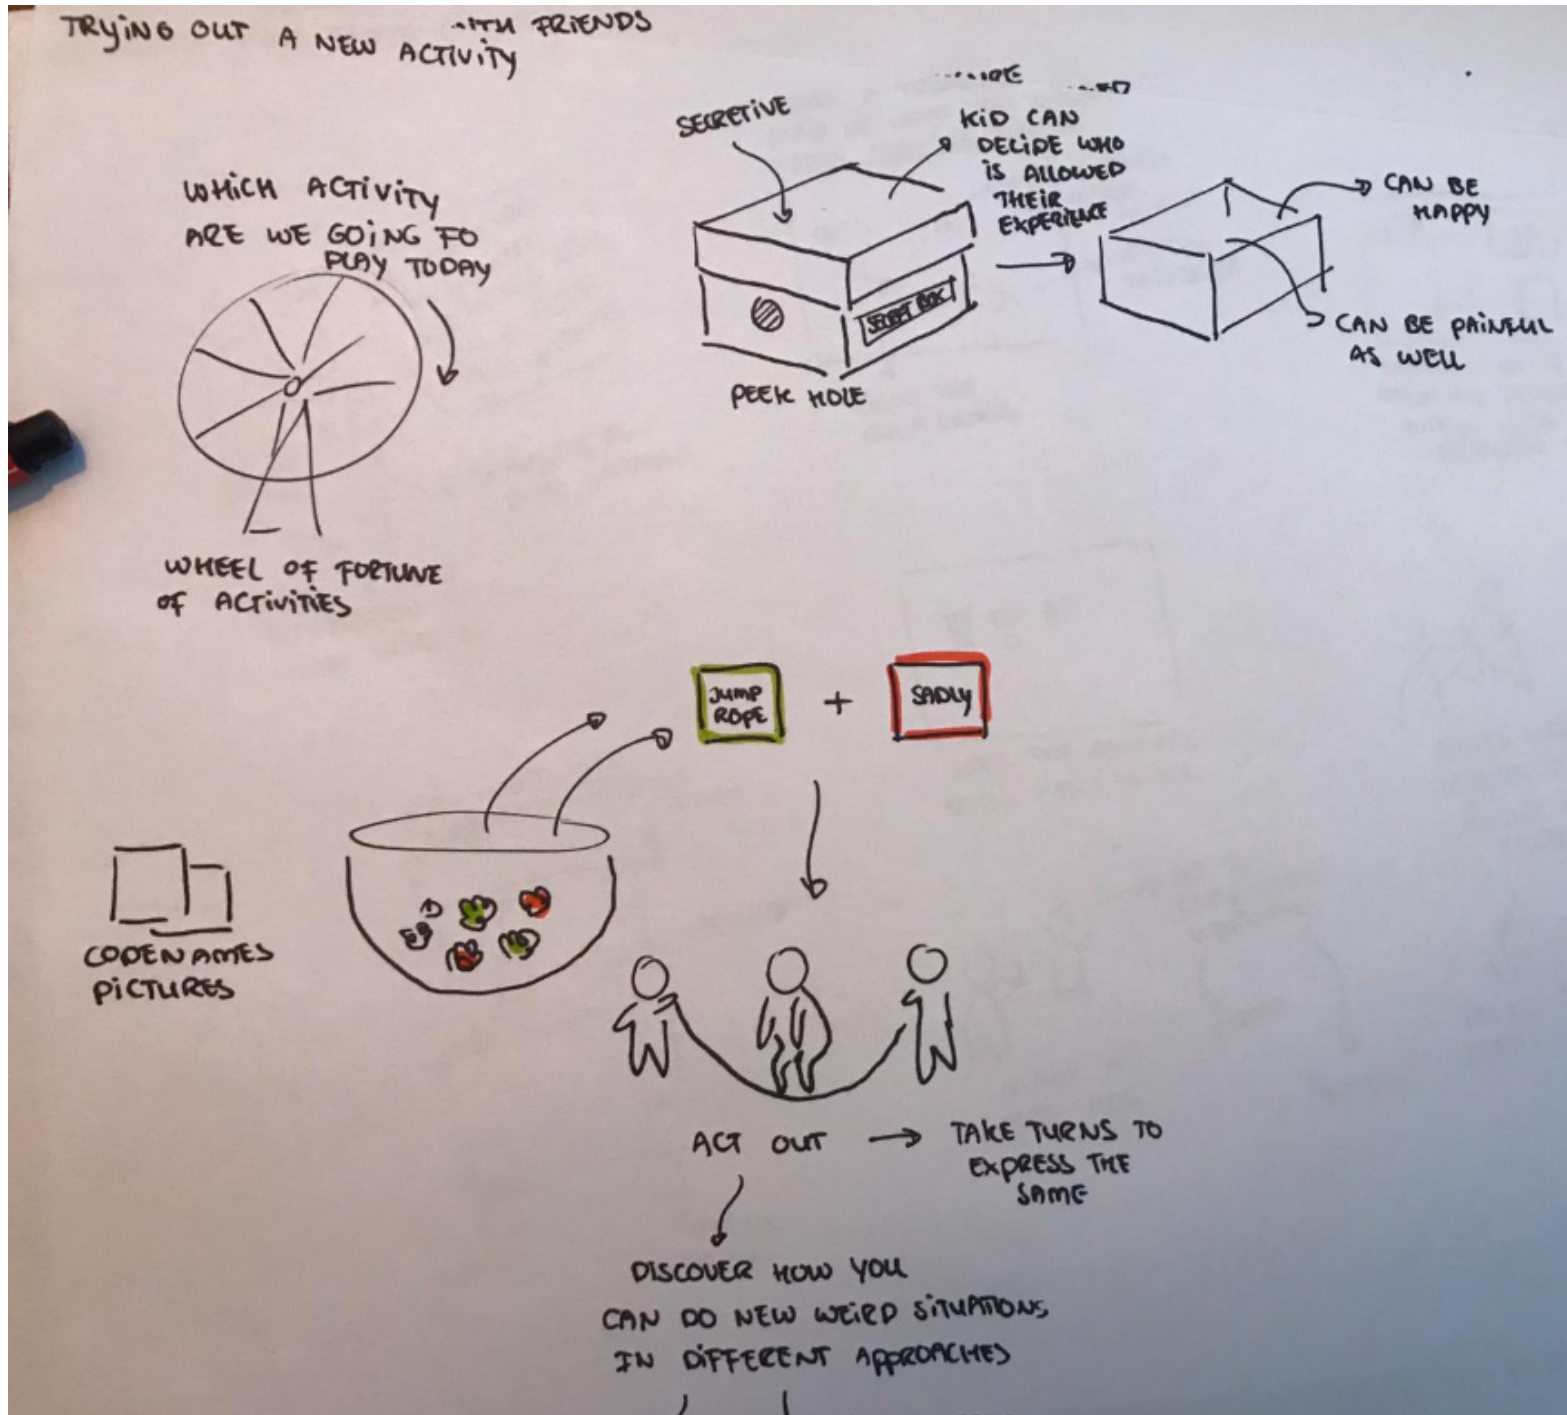 TRYING OUT A NEW ACTIVITY
FRIENDS
WHICH ACTIVITY
ARE WE GOING TO
PLAY TODAY
WHEEL OF FORTUNE
OF ACTIVITIES
SECRETIVE
KID CAN
DECIDE WHO
IS ALLOWED
THEIR
EXPERIENCE
SECRET BOX
PEEK HOLE
CAN BE
HAPPY
CAN BE PAINFUL
AS WELL
JUMP
ROPE
+
SADLY
CODENAMES
PICTURES
ACT OUT
TAKE TURNS TO
EXPRESS THE
SAME
DISCOVER HOW YOU
CAN DO NEW WEIRD SITUATIONS
IN DIFFERENT APPROACHES